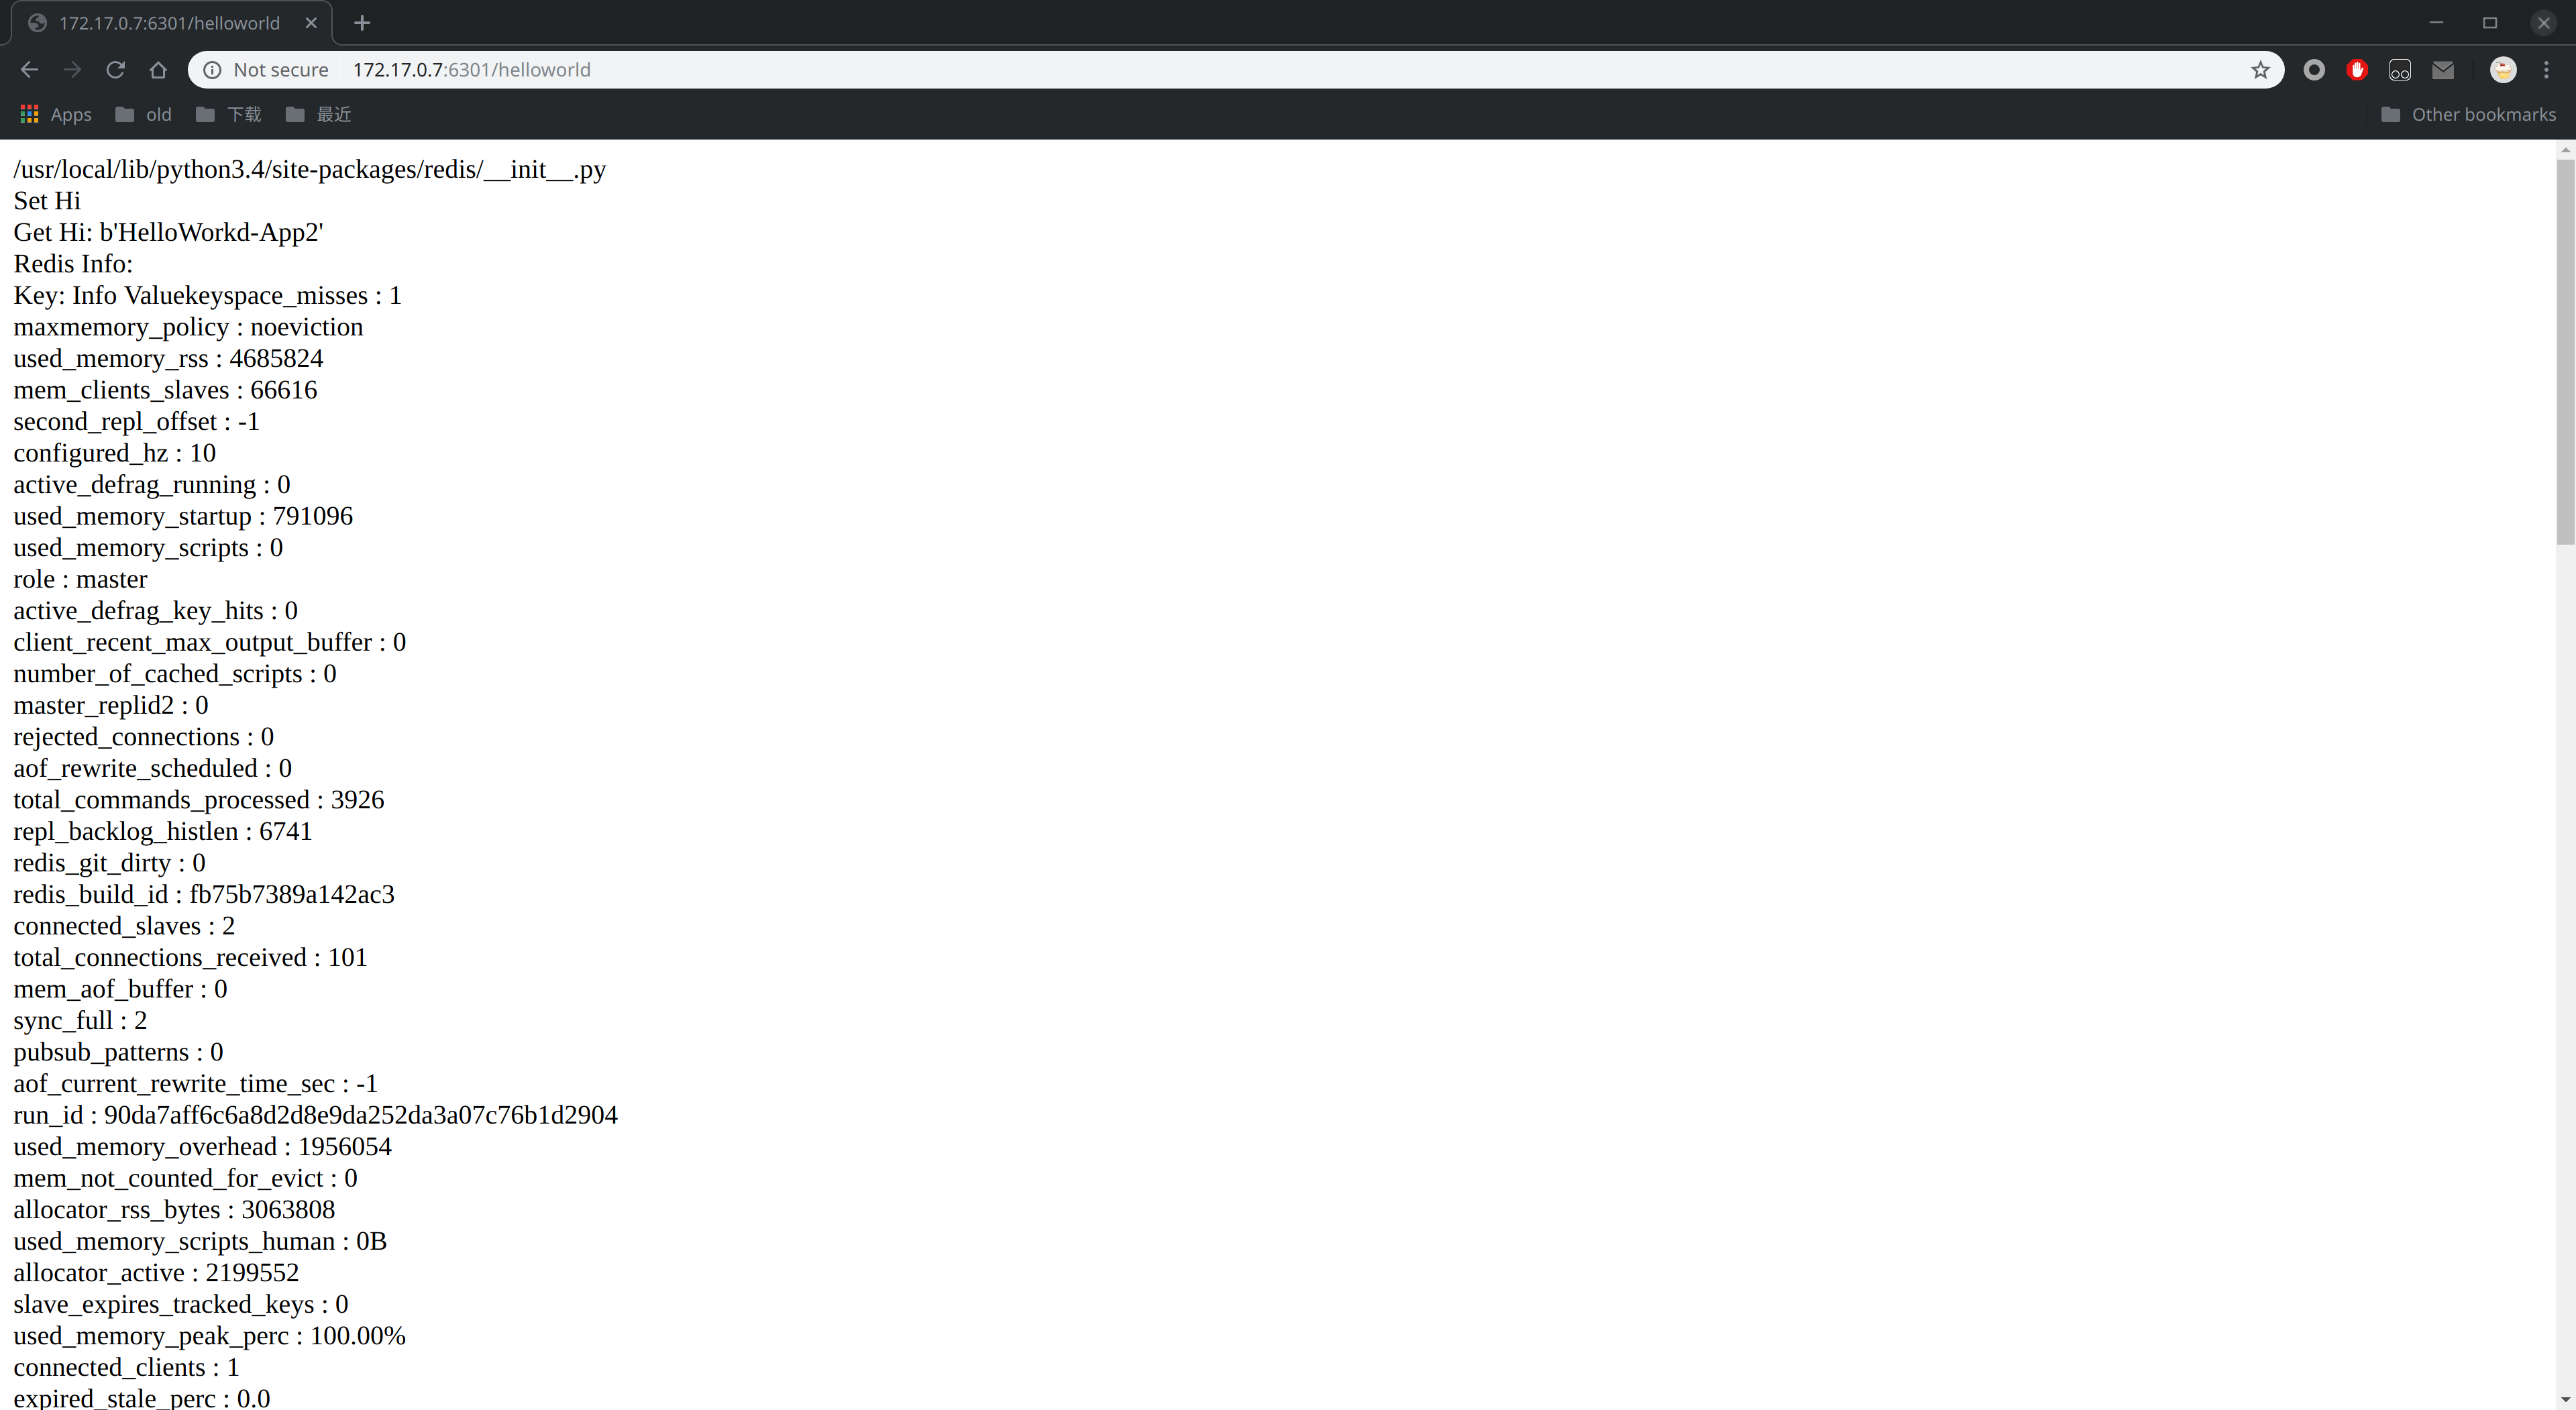 172.17.0.7:6301/helloworld
Not secure 172.17.0.7:6301/helloworld
Apps old 下载 最近 Other bookmarks
/usr/local/lib/python3.4/site-packages/redis/__init__.py
Set Hi
Get Hi: b'HelloWorkd-App2'
Redis Info:
Key: Info Valuekeyspace_misses : 1
maxmemory_policy : noeviction
used_memory_rss : 4685824
mem_clients_slaves : 66616
second_repl_offset : -1
configured_hz : 10
active_defrag_running : 0
used_memory_startup : 791096
used_memory_scripts : 0
role : master
active_defrag_key_hits : 0
client_recent_max_output_buffer : 0
number_of_cached_scripts : 0
master_replid2 : 0
rejected_connections : 0
aof_rewrite_scheduled : 0
total_commands_processed : 3926
repl_backlog_histlen : 6741
redis_git_dirty : 0
redis_build_id : fb75b7389a142ac3
connected_slaves : 2
total_connections_received : 101
mem_aof_buffer : 0
sync_full : 2
pubsub_patterns : 0
aof_current_rewrite_time_sec : -1
run_id : 90da7aff6c6a8d2d8e9da252da3a07c76b1d2904
used_memory_overhead : 1956054
mem_not_counted_for_evict : 0
allocator_rss_bytes : 3063808
used_memory_scripts_human : 0B
allocator_active : 2199552
slave_expires_tracked_keys : 0
used_memory_peak_perc : 100.00%
connected_clients : 1
expired_stale_perc : 0.0